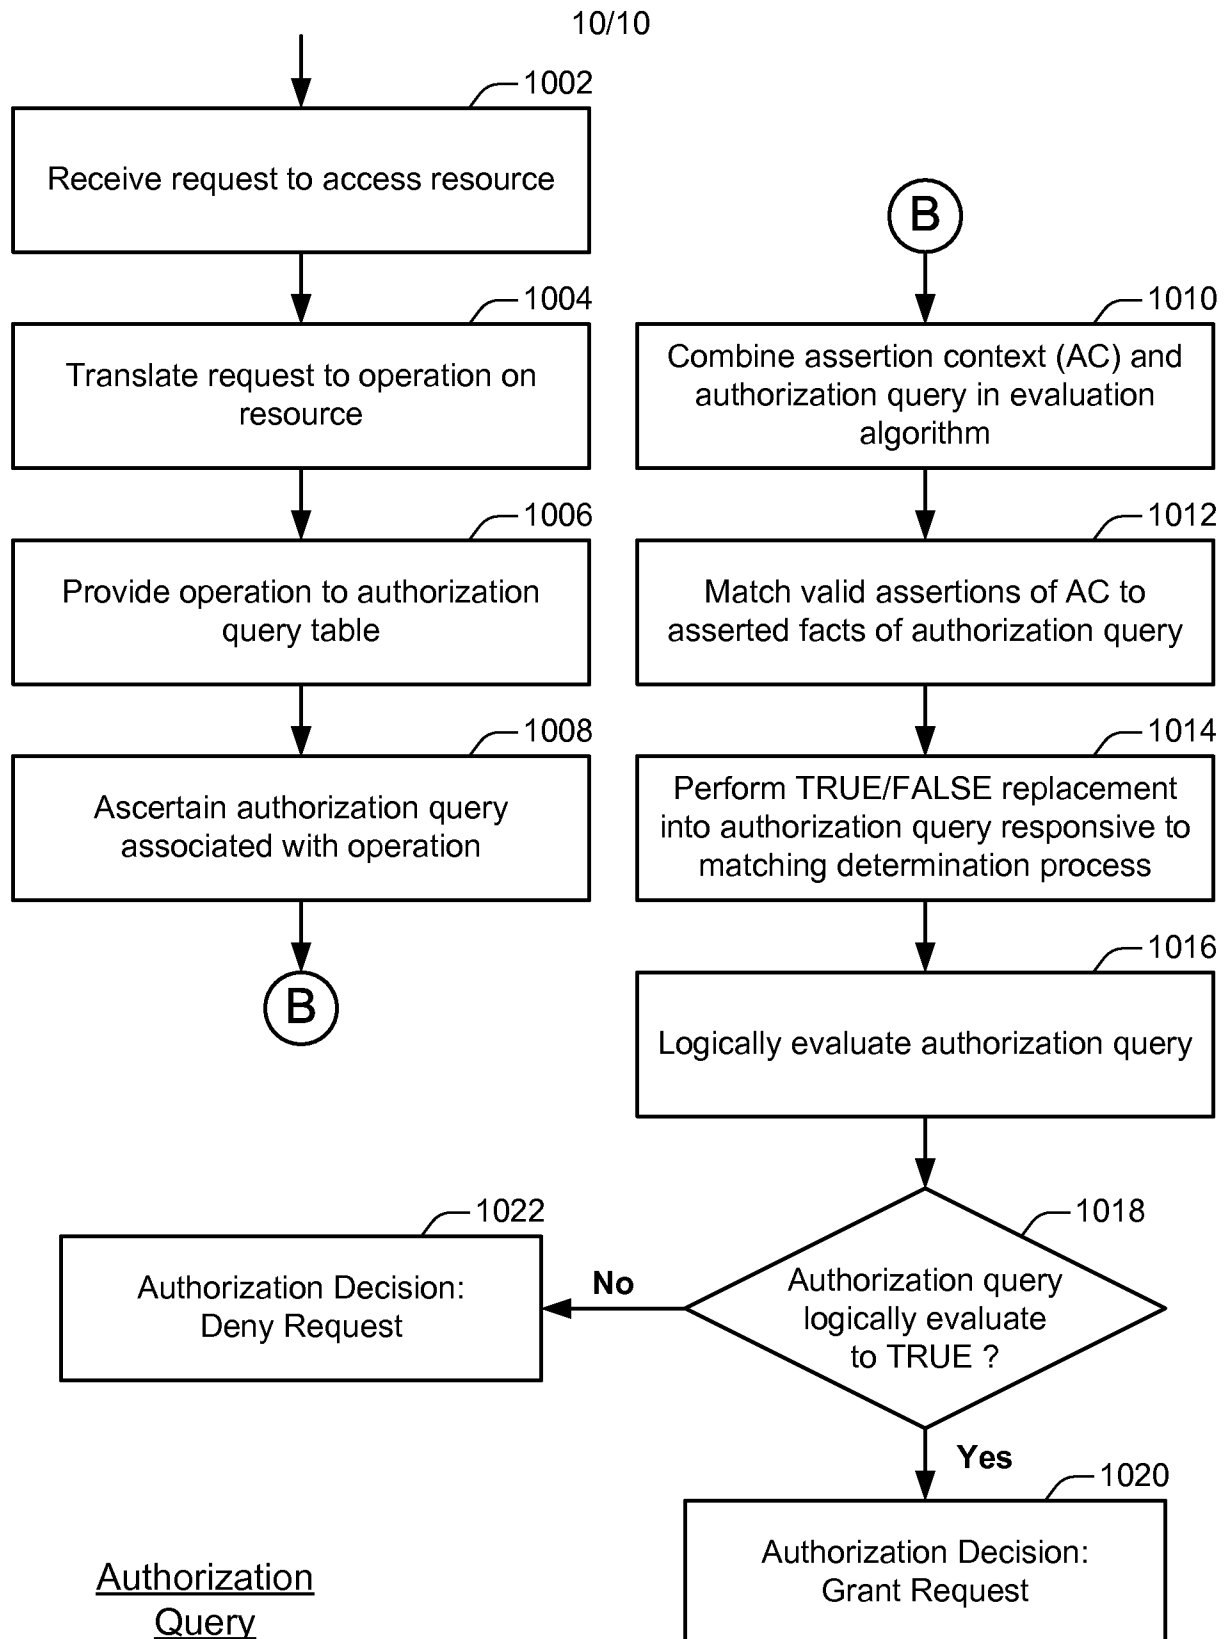 10/10
1002
Receive request to access resource
1004
Translate request to operation on
resource
1006
Provide operation to authorization
query table
1008
Ascertain authorization query
associated with operation
B
B
1010
Combine assertion context (AC) and
authorization query in evaluation
algorithm
1012
Match valid assertions of AC to
asserted facts of authorization query
1014
Perform TRUE/FALSE replacement
into authorization query responsive to
matching determination process
1016
Logically evaluate authorization query
1018
Authorization query
logically evaluate
to TRUE ?
No
1022
Authorization Decision:
Deny Request
Yes
1020
Authorization Decision:
Grant Request
Authorization
Query